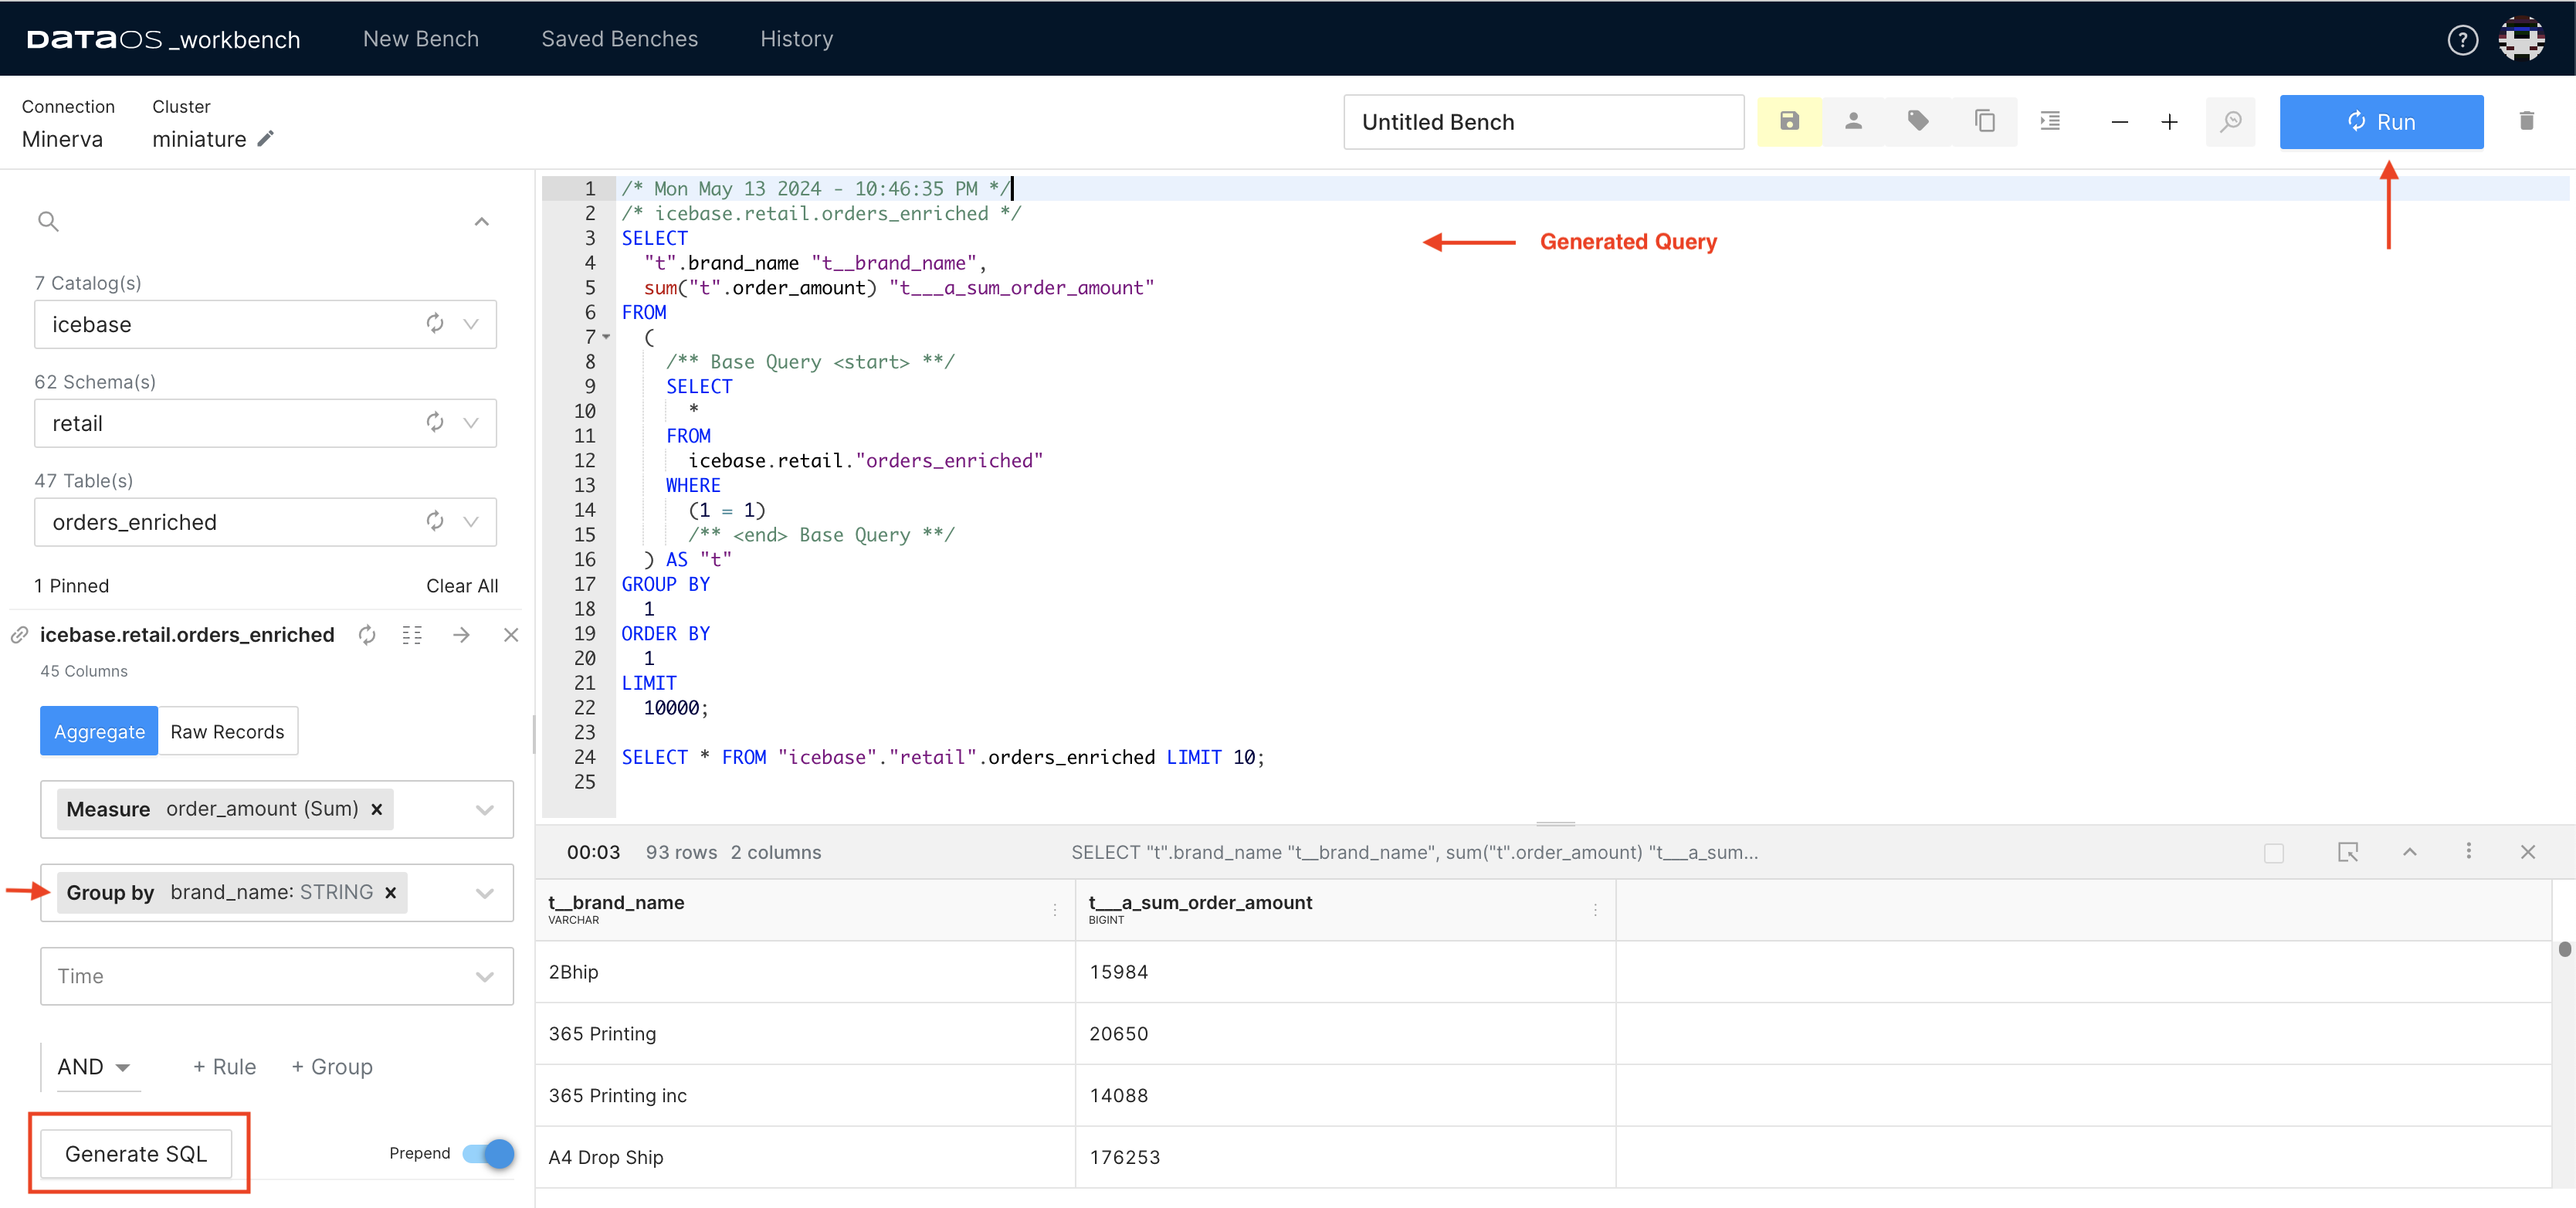 DATAOS _workbench New Bench Saved Benches History ?
Connection Cluster
Minerva miniature
Untitled Bench
Run
7 Catalog(s)
icebase
62 Schema(s)
retail
47 Table(s)
orders_enriched
1 Pinned Clear All
icebase.retail.orders_enriched
45 Columns
Aggregate Raw Records
Measure order_amount (Sum) ×
Group by brand_name: STRING ×
Time
AND + Rule + Group
Generate SQL Prepend
1 /* Mon May 13 2024 - 10:46:35 PM */
2 /* icebase.retail.orders_enriched */
3 SELECT
4 "t".brand_name "t__brand_name",
5 sum("t".order_amount) "t___a_sum_order_amount"
6 FROM
7 (
8 /** Base Query <start> **/
9 SELECT
10 *
11 FROM
12 icebase.retail."orders_enriched"
13 WHERE
14 (1 = 1)
15 /** <end> Base Query **/
16 ) AS "t"
17 GROUP BY
18 1
19 ORDER BY
20 1
21 LIMIT
22 10000;
23
24 SELECT * FROM "icebase"."retail".orders_enriched LIMIT 10;
25
Generated Query
00:03 93 rows 2 columns SELECT "t".brand_name "t__brand_name", sum("t".order_amount) "t___a_sum...
t__brand_name t___a_sum_order_amount
VARCHAR BIGINT
2Bhip 15984
365 Printing 20650
365 Printing inc 14088
A4 Drop Ship 176253